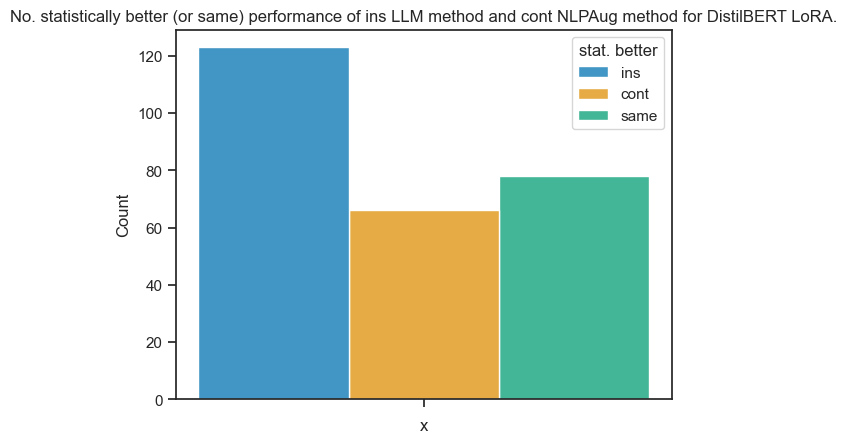 No. statistically better (or same) performance of ins LLM method and cont NLPAug method for DistilBERT LoRA.
stat. better
ins
cont
same
120
100
80
60
40
20
0
Count
x